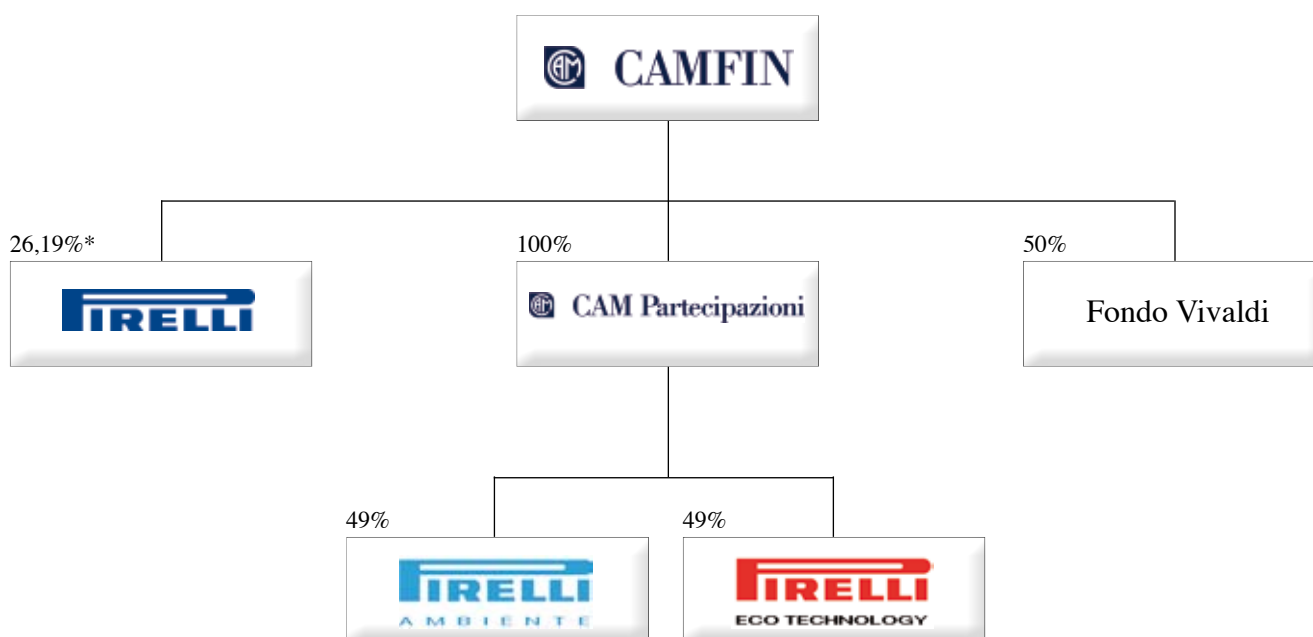 CAMFIN
26,19%*
100%
50%
PIRELLI
CAM Partecipazioni
Fondo Vivaldi
49%
49%
PIRELLI
AMBIENTE
PIRELLI
ECO TECHNOLOGY